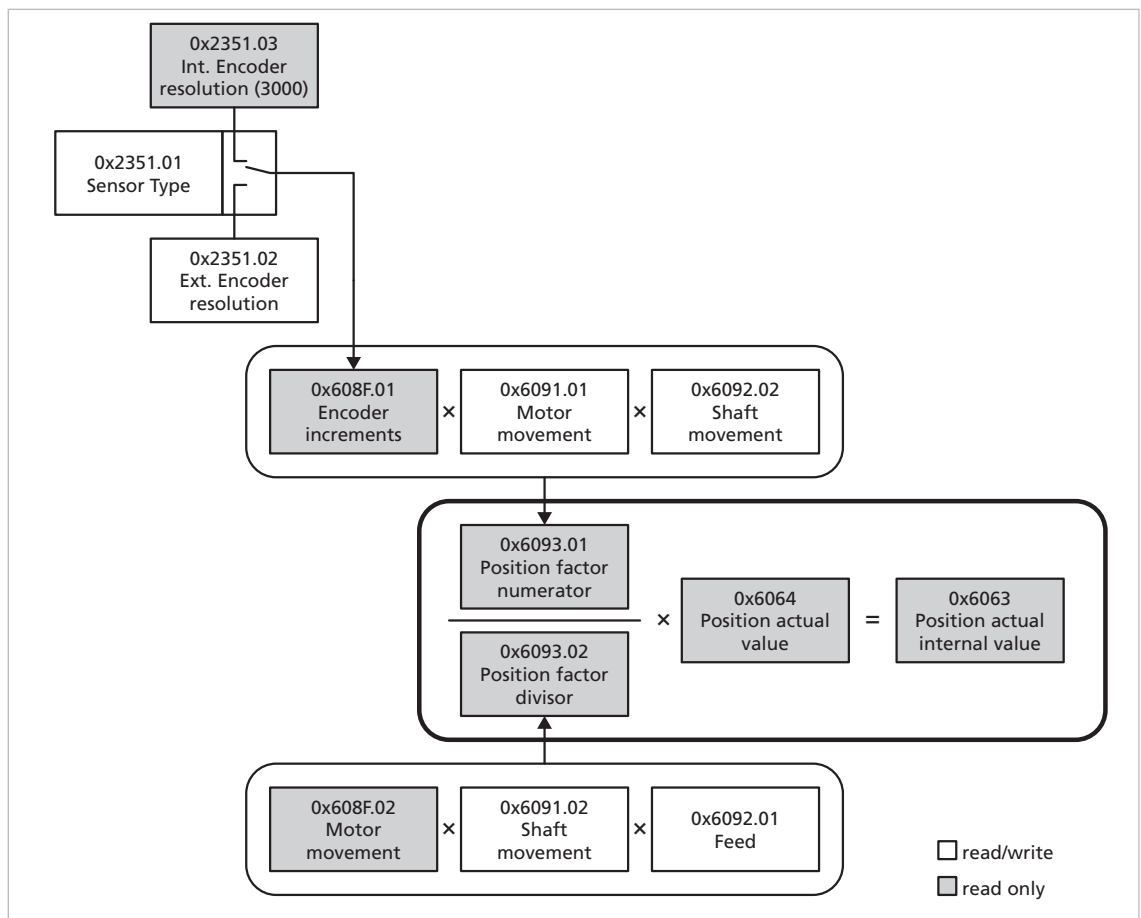 0x2351.03
Int. Encoder
resolution (3000)
0x2351.01
Sensor Type
0x2351.02
Ext. Encoder
resolution
0x608F.01
Encoder
increments
×
0x6091.01
Motor
movement
×
0x6092.02
Shaft
movement
0x6093.01
Position factor
numerator
0x6093.02
Position factor
divisor
×
0x6064
Position actual
value
=
0x6063
Position actual
internal value
0x608F.02
Motor
movement
×
0x6091.02
Shaft
movement
×
0x6092.01
Feed
read/write
read only